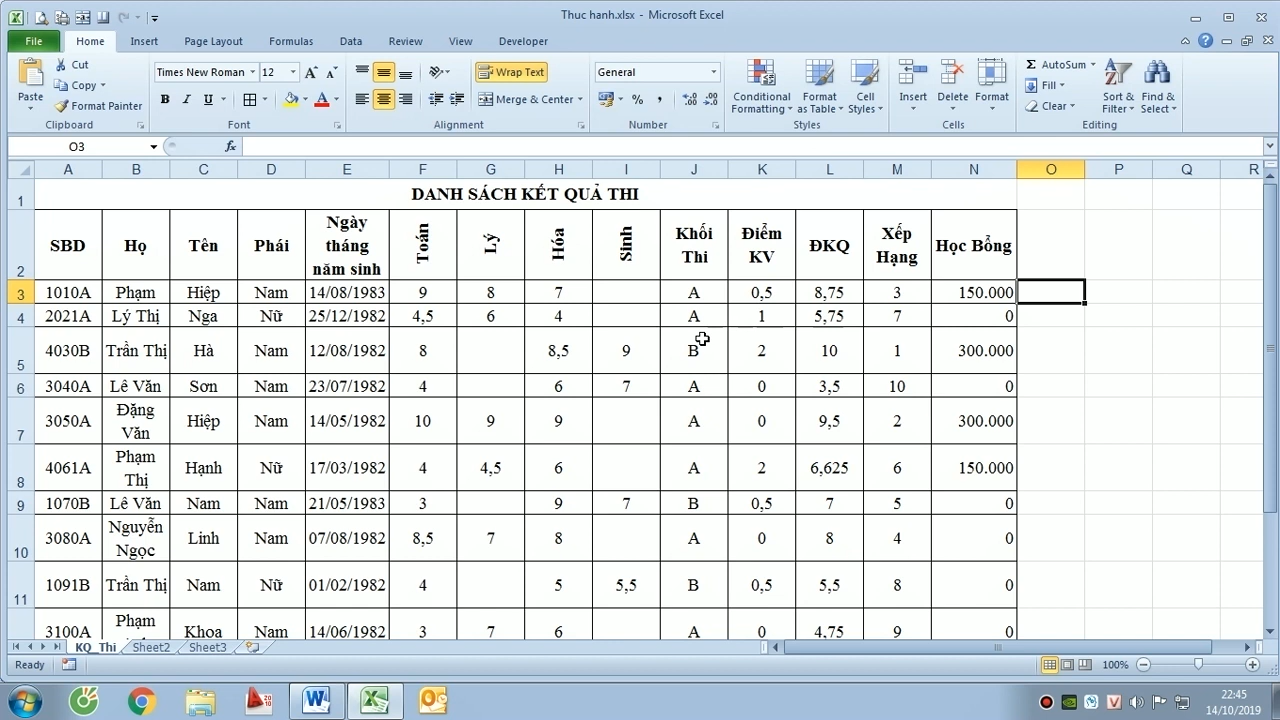 Thuc hanh.xlsx - Microsoft Excel
File Home Insert Page Layout Formulas Data Review View Developer
Paste Cut Copy Format Painter
Times New Roman 12 Wrap Text General
B I U Merge & Center % ,
Conditional Formatting Format as Table Cell Styles Insert Delete Format
AutoSum Fill Clear Sort & Filter Find & Select
Clipboard Font Alignment Number Styles Cells Editing
O3 fx
A B C D E F G H I J K L M N O P Q R
1 DANH SÁCH KẾT QUẢ THI
2 SBD Họ Tên Phái Ngày tháng năm sinh Toán Lý Hóa Sinh Khối Thi Điểm KV ĐKQ Xếp Hạng Học Bổng
3 1010A Phạm Hiệp Nam 14/08/1983 9 8 7 A 0,5 8,75 3 150.000
4 2021A Lý Thị Nga Nữ 25/12/1982 4,5 6 4 A 1 5,75 7 0
5 4030B Trần Thị Hà Nam 12/08/1982 8 8,5 9 B 2 10 1 300.000
6 3040A Lê Văn Sơn Nam 23/07/1982 4 6 7 A 0 3,5 10 0
7 3050A Đặng Văn Hiệp Nam 14/05/1982 10 9 9 A 0 9,5 2 300.000
8 4061A Phạm Thị Hạnh Nữ 17/03/1982 4 4,5 6 A 2 6,625 6 150.000
9 1070B Lê Văn Nam Nam 21/05/1983 3 9 7 B 0,5 7 5 0
10 3080A Nguyễn Ngọc Linh Nam 07/08/1982 8,5 7 8 A 0 8 4 0
11 1091B Trần Thị Nam Nữ 01/02/1982 4 5 5,5 B 0,5 5,5 8 0
3100A Phạm Khoa Nam 14/06/1982 3 7 6 A 0 4,75 9 0
KQ_Thi Sheet2 Sheet3
Ready 100%
22:45
14/10/2019